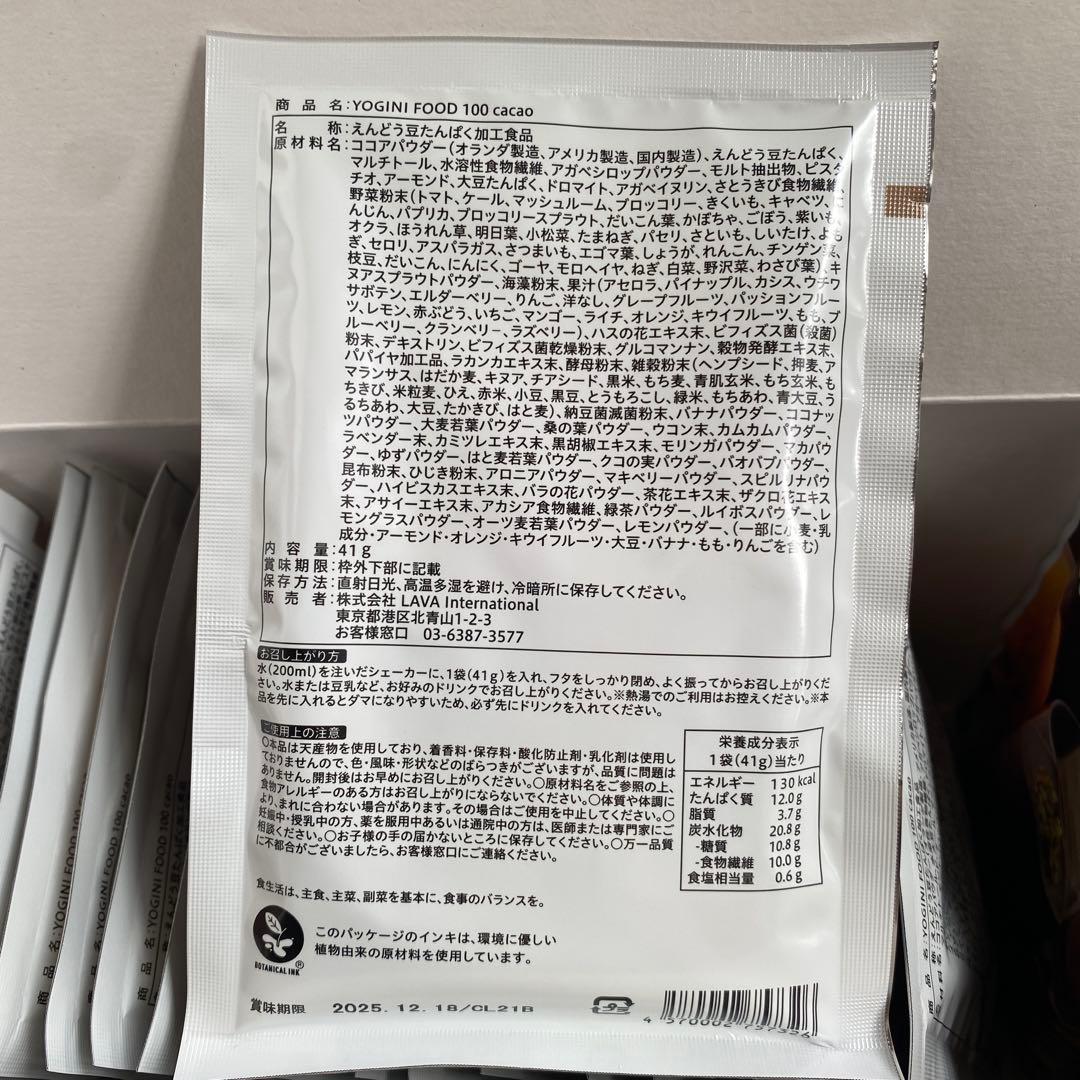 商品名:YOGINI FOOD 100 cacao
名称:えんどう豆たんぱく加工食品
原材料名:ココアパウダー(オランダ製造、アメリカ製造、国内製造)、えんどう豆たんぱく、
マルチトール、水溶性食物繊維、アガベシロップパウダー、モルト抽出物、ピスタ
チオ、アーモンド、大豆たんぱく、ドロマイト、アガベイヌリン、さとうきび食物繊維、
野菜粉末(トマト、ケール、マッシュルーム、ブロッコリー、きくいも、キャベツ、に
んじん、パプリカ、ブロッコリースプラウト、だいこん葉、かぼちゃ、ごぼう、紫いも、
オクラ、ほうれん草、明日葉、小松菜、たまねぎ、パセリ、さといも、しいたけ、よも
ぎ、セロリ、アスパラガス、さつまいも、エゴマ葉、しょうが、れんこん、チンゲン菜、
枝豆、だいこん、にんにく、ゴーヤ、モロヘイヤ、ねぎ、白菜、野沢菜、わさび葉)、キ
ヌアスプラウトパウダー、海藻粉末、果汁(アセロラ、パイナップル、カシス、ウチワ
サボテン、エルダーベリー、りんご、洋なし、グレープフルーツ、パッションフルー
ツ、レモン、赤ぶどう、いちご、マンゴー、ライチ、オレンジ、キウイフルーツ、もも、ブ
ルーベリー、クランベリー、ラズベリー)、ハスの花エキス末、ビフィズス菌(殺菌)
粉末、デキストリン、ビフィズス菌乾燥粉末、グルコマンナン、穀物発酵エキス末、
パパイヤ加工品、ラカンカエキス末、酵母粉末、雑穀粉末(ヘンプシード、押麦、ア
マランサス、はだか麦、キヌア、チアシード、黒米、もち麦、青肌玄米、もち玄米、も
ちきび、米粒麦、ひえ、赤米、小豆、黒豆、とうもろこし、緑米、もちあわ、青大豆、う
るちあわ、大豆、たかきび、はと麦)、納豆菌滅菌粉末、バナナパウダー、ココナッ
ツパウダー、大麦若葉パウダー、桑の葉パウダー、ウコン末、カムカムパウダー、
ラベンダー末、カミツレエキス末、黒胡椒エキス末、モリンガパウダー、マカパウ
ダー、ゆずパウダー、はと麦若葉パウダー、クコの実パウダー、バオバブパウダー、
昆布粉末、ひじき粉末、アロニアパウダー、マキベリーパウダー、スピルリナパウ
ダー、ハイビスカスエキス末、バラの花パウダー、茶花エキス末、ザクロ花エキス
末、アサイーエキス末、アカシア食物繊維、緑茶パウダー、ルイボスパウダー、レ
モングラスパウダー、オーツ麦若葉パウダー、レモンパウダー、(一部に小麦・乳
成分・アーモンド・オレンジ・キウイフルーツ・大豆・バナナ・もも・りんごを含む)
内容量:41g
賞味期限:枠外下部に記載
保存方法:直射日光、高温多湿を避け、冷暗所に保存してください。
販売者:株式会社 LAVA International
東京都港区北青山1-2-3
お客様窓口 03-6387-3577
お召し上がり方
水(200ml)を注いだシェーカーに、1袋(41g)を入れ、フタをしっかり閉め、よく振ってからお召し上がりくだ
さい。水または豆乳など、お好みのドリンクでお召し上がりください。※熱湯でのご利用はお控えください。※本
品を先に入れるとダマになりやすいため、必ず先にドリンクを入れてください。
ご使用上の注意
○本品は天産物を使用しており、着香料・保存料・酸化防止剤・乳化剤は使用し
ておりませんので、色・風味・形状などのばらつきがございますが、品質に問題は
ありません。開封後はお早めにお召し上がりください。○原材料名をご参照の上、
食物アレルギーのある方はお召し上がりにならないでください。○体質や体調に
より、まれに合わない場合があります。その場合はご使用を中止してください。○
妊娠中・授乳中の方、薬を服用中あるいは通院中の方は、医師または専門家にご
相談ください。○お子様の手の届かないところに保存してください。○万一品質
に不都合がございましたら、お客様窓口にご連絡ください。
栄養成分表示
1袋(41g)当たり
エネルギー 130kcal
たんぱく質 12.0g
脂質 3.7g
炭水化物 20.8g
-糖質 10.8g
-食物繊維 10.0g
食塩相当量 0.6g
食生活は、主食、主菜、副菜を基本に、食事のバランスを。
このパッケージのインキは、環境に優しい
植物由来の原材料を使用しています。
BOTANICAL INK®
賞味期限 2025.12.18/CL21B
プラ
商品名:YOGINI FOOD 100 cacao